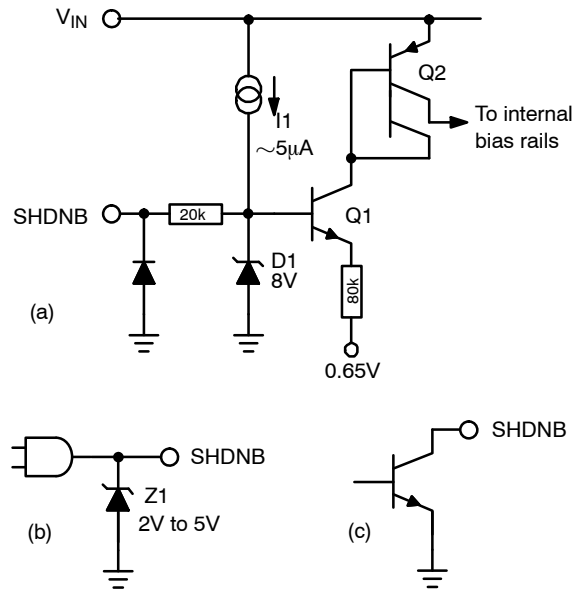 V_IN
Q2
I1
To internal
bias rails
~5μA
SHDNB
20k
Q1
D1
8V
80k
(a)
0.65V
SHDNB
SHDNB
Z1
2V to 5V
(b)
(c)